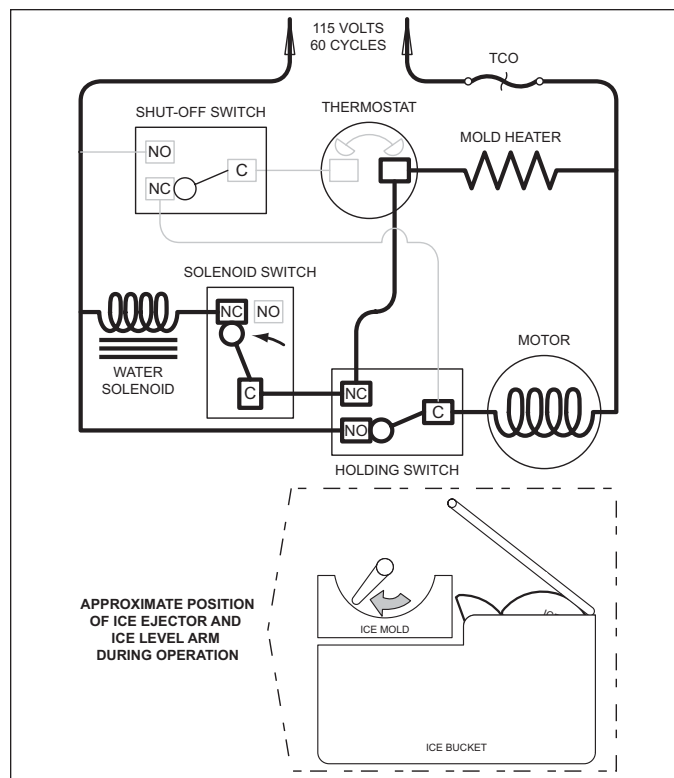 115 VOLTS
60 CYCLES
TCO
SHUT-OFF SWITCH
THERMOSTAT
MOLD HEATER
NO
C
NC
SOLENOID SWITCH
NC
NO
WATER
SOLENOID
C
MOTOR
NC
C
NO
HOLDING SWITCH
APPROXIMATE POSITION
OF ICE EJECTOR AND
ICE LEVEL ARM
DURING OPERATION
ICE MOLD
ICE BUCKET